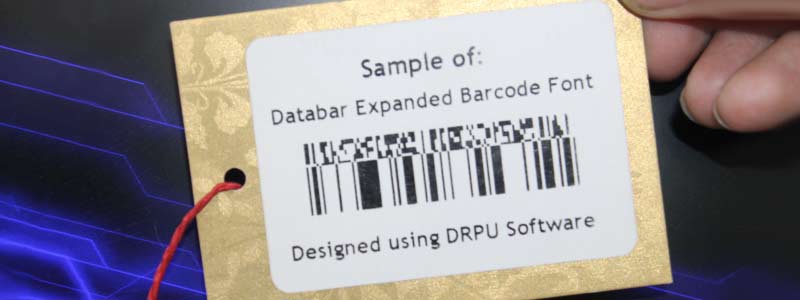 Sample of:
Databar Expanded Barcode Font
Designed using DRPU Software